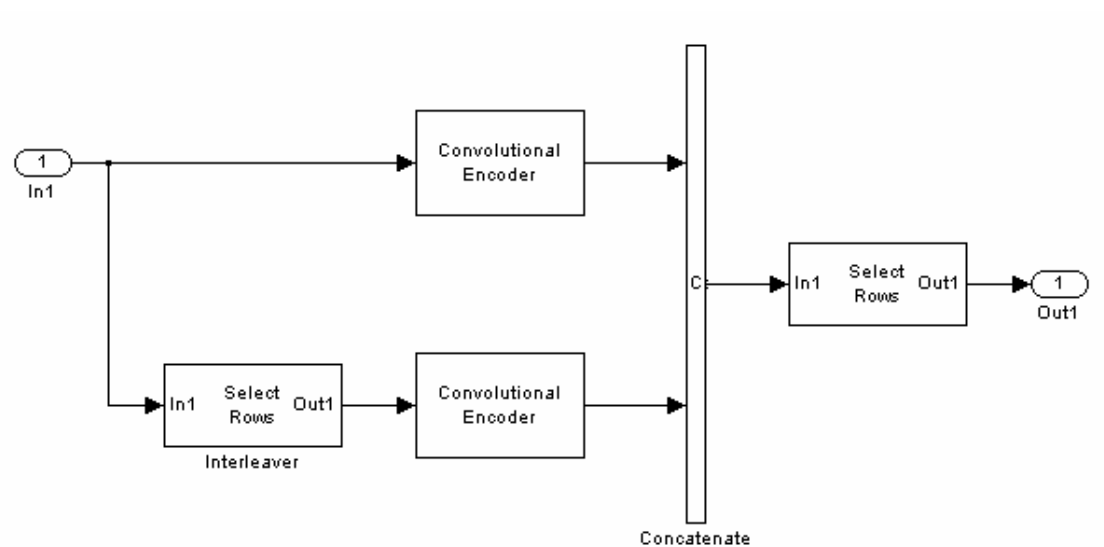 Convolutional
Encoder
1
In1
C
In1
Select
Rows
Out1
1
Out1
In1
Select
Rows
Out1
Interleaver
Convolutional
Encoder
Concatenate